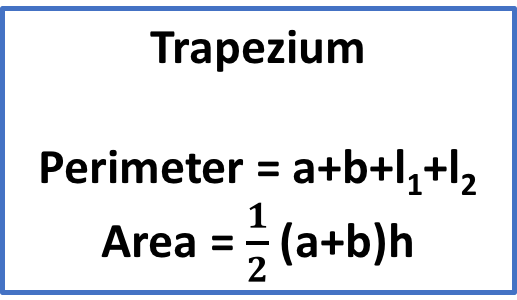 Trapezium
Perimeter = a+b+l₁+l₂
Area = ½ (a+b)h